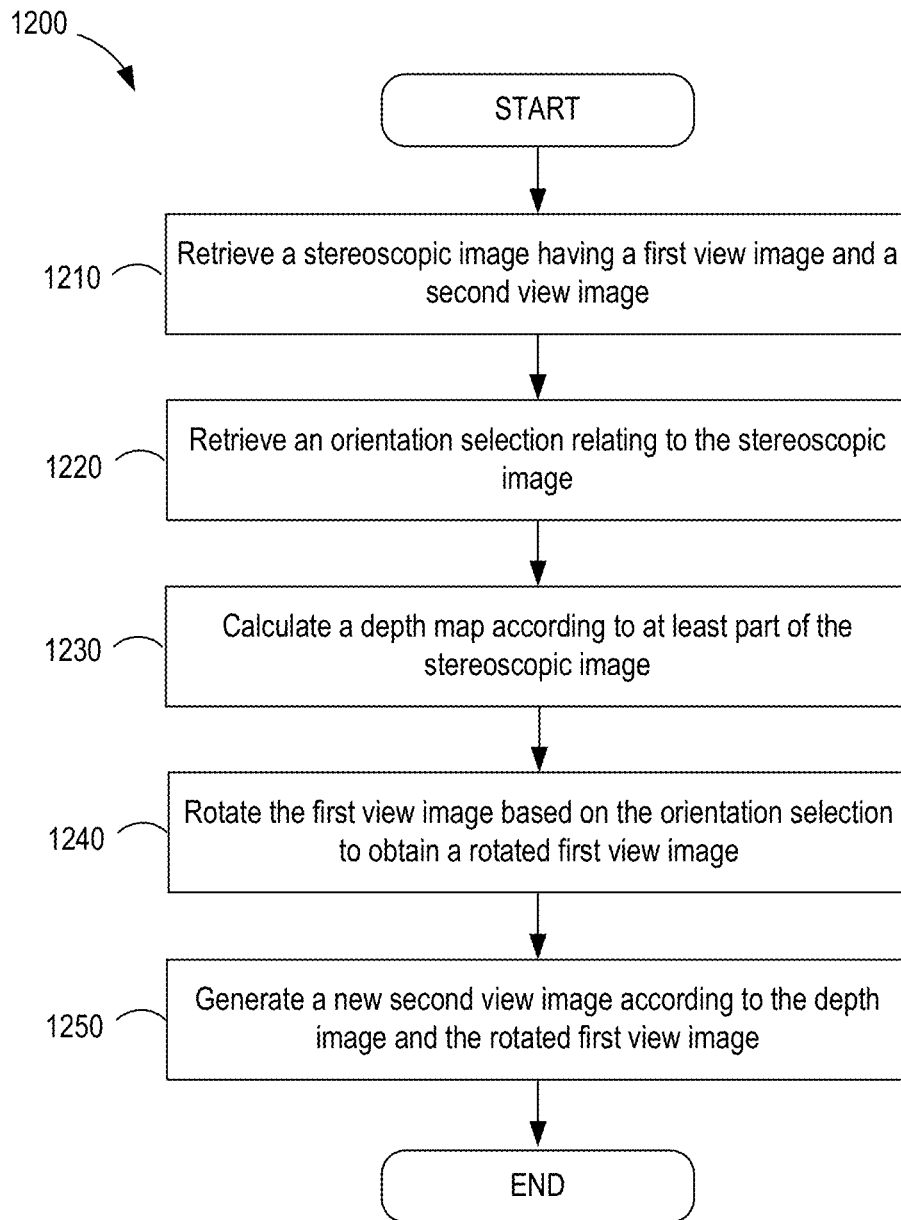 1200
START
1210
Retrieve a stereoscopic image having a first view image and a
second view image
1220
Retrieve an orientation selection relating to the stereoscopic
image
1230
Calculate a depth map according to at least part of the
stereoscopic image
1240
Rotate the first view image based on the orientation selection
to obtain a rotated first view image
1250
Generate a new second view image according to the depth
image and the rotated first view image
END